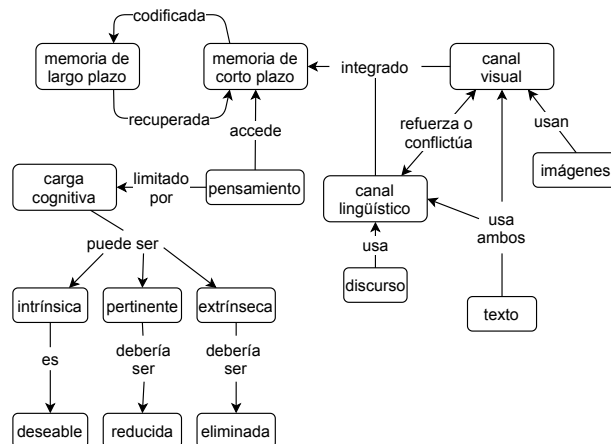 codificada
memoria de
largo plazo
memoria de
corto plazo
integrado
canal
visual
recuperada
accede
refuerza o
conflictúa
usan
imágenes
carga
cognitiva
limitado
por
pensamiento
canal
lingüístico
usa
ambos
puede ser
usa
discurso
texto
intrínsica
pertinente
extrínseca
es
debería
ser
debería
ser
deseable
reducida
eliminada